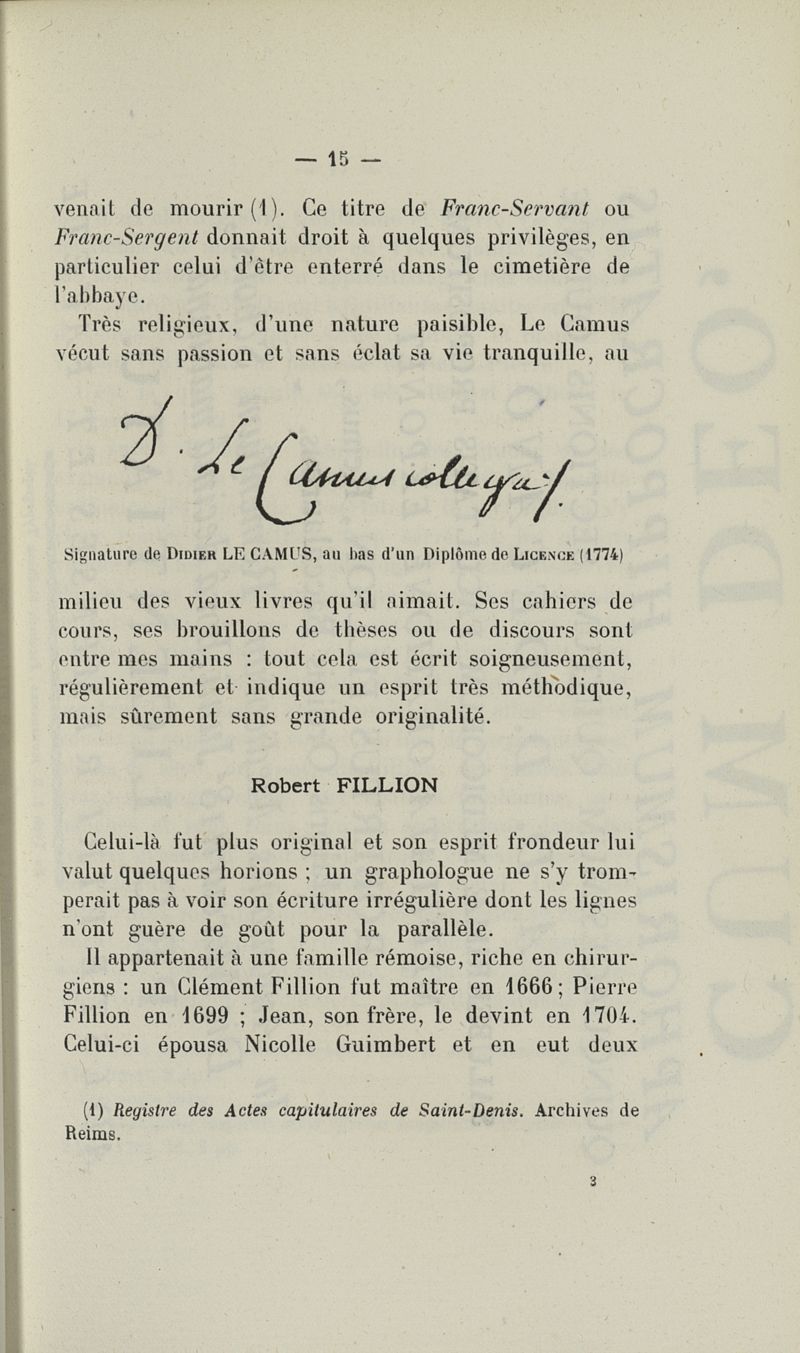 — 15 —
venait de mourir (1). Ce titre de Franc-Servant ou
Franc-Sergent donnait droit à quelques privilèges, en
particulier celui d'être enterré dans le cimetière de
l'abbaye.
Très religieux, d'une nature paisible, Le Camus
vécut sans passion et sans éclat sa vie tranquille, au
D. Le Camus
Signature de DIDIER LE CAMUS, au bas d'un Diplôme de LICENCE (1774)
milieu des vieux livres qu'il aimait. Ses cahiers de
cours, ses brouillons de thèses ou de discours sont
entre mes mains : tout cela est écrit soigneusement,
régulièrement et indique un esprit très méthodique,
mais sûrement sans grande originalité.
Robert FILLION
Celui-là fut plus original et son esprit frondeur lui
valut quelques horions ; un graphologue ne s'y trom-
perait pas à voir son écriture irrégulière dont les lignes
n'ont guère de goût pour la parallèle.
Il appartenait à une famille rémoise, riche en chirur-
giens : un Clément Fillion fut maître en 1666 ; Pierre
Fillion en 1699 ; Jean, son frère, le devint en 1704.
Celui-ci épousa Nicolle Guimbert et en eut deux
(1) Registre des Actes capitulaires de Saint-Denis. Archives de
Reims.
3